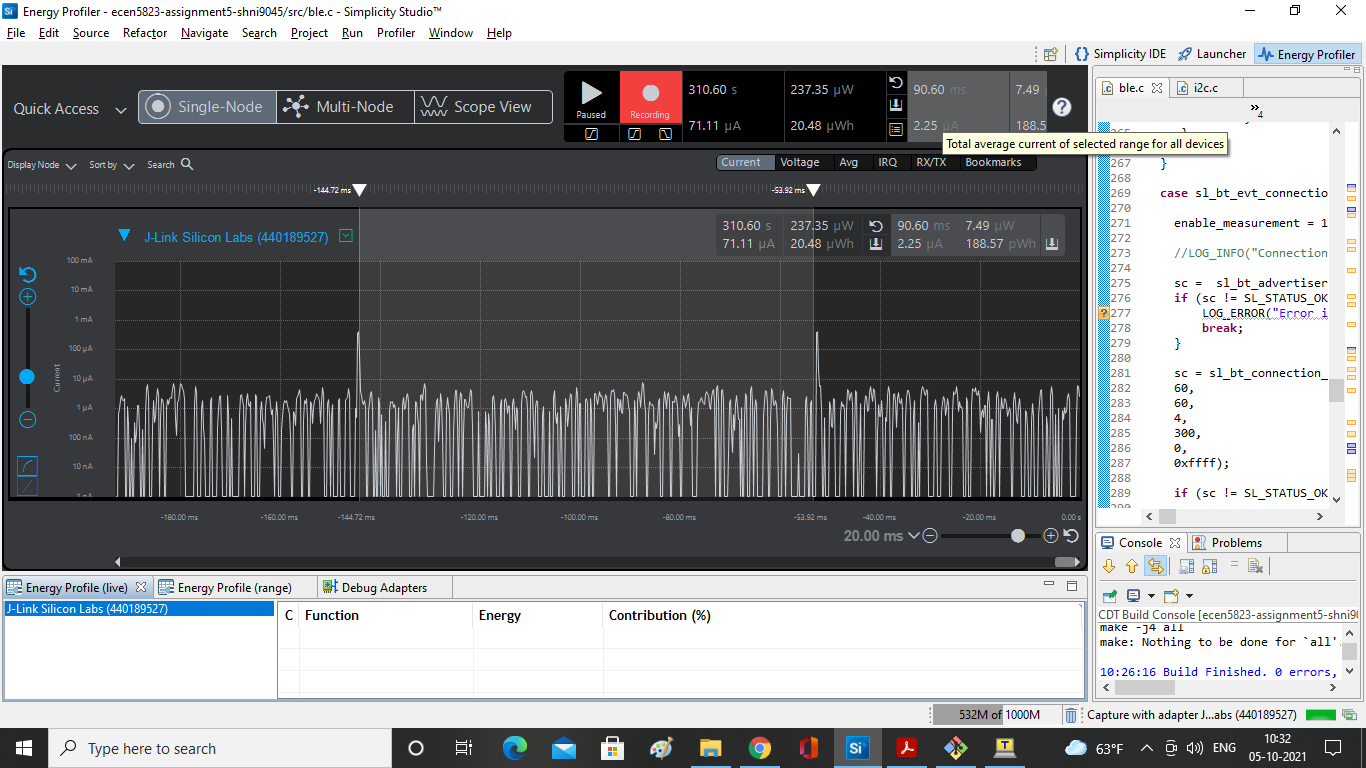 Energy Profiler - ecen5823-assignment5-shni9045/src/ble.c - Simplicity Studio™
File Edit Source Refactor Navigate Search Project Run Profiler Window Help
Simplicity IDE Launcher Energy Profiler
Quick Access Single-Node Multi-Node Scope View
Paused Recording
310.60 s 237.35 µW 90.60 ms 7.49
71.11 µA 20.48 µWh 2.25 µA 188.5
Total average current of selected range for all devices
Display Node Sort by Search
Current Voltage Avg IRQ RX/TX Bookmarks
-144.72 ms -53.92 ms
J-Link Silicon Labs (440189527)
310.60 s 237.35 µW 90.60 ms 7.49 µW
71.11 µA 20.48 µWh 2.25 µA 188.57 pWh
Current
100 mA
10 mA
1 mA
100 µA
10 µA
1 µA
100 nA
10 nA
1 nA
-180.00 ms -160.00 ms -144.72 ms -120.00 ms -100.00 ms -80.00 ms -53.92 ms -40.00 ms -20.00 ms 0.00 s
20.00 ms
ble.c i2c.c
4
265
}
267 }
268
269 case sl_bt_evt_connectio
270
271 enable_measurement = 1
272
273 //LOG_INFO("Connection
274
275 sc = sl_bt_advertiser
276 if (sc != SL_STATUS_OK
277 LOG_ERROR("Error i
278 break;
279 }
280
281 sc = sl_bt_connection_
282 60,
283 60,
284 4,
285 300,
286 0,
287 0xffff);
288
289 if (sc != SL_STATUS_OK
290
Console Problems
CDT Build Console [ecen5823-assignment5-shni90
make -j4 all
make: Nothing to be done for `all'.
10:26:16 Build Finished. 0 errors,
Energy Profile (live) Energy Profile (range) Debug Adapters
J-Link Silicon Labs (440189527)
C Function Energy Contribution (%)
532M of 1000M Capture with adapter J...abs (440189527)
Type here to search
63°F ENG 10:32
05-10-2021